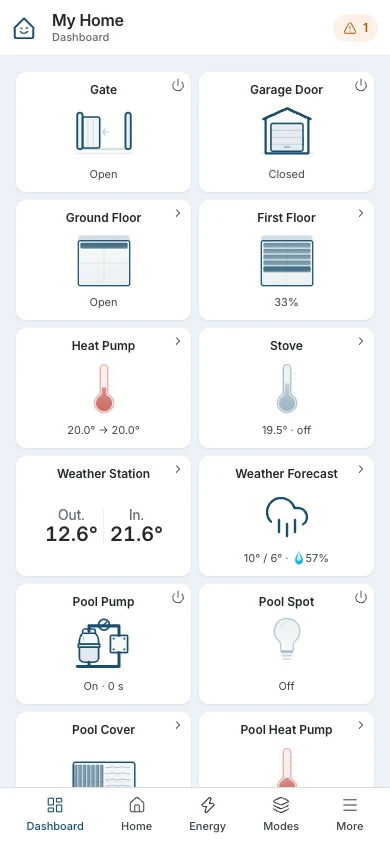 My Home
Dashboard
1
Gate
Open
Garage Door
Closed
Ground Floor
Open
First Floor
33%
Heat Pump
20.0° → 20.0°
Stove
19.5° · off
Weather Station
Out. In.
12.6° 21.6°
Weather Forecast
10° / 6° · 💧57%
Pool Pump
On · 0 s
Pool Spot
Off
Pool Cover
Pool Heat Pump
Dashboard
Home
Energy
Modes
More